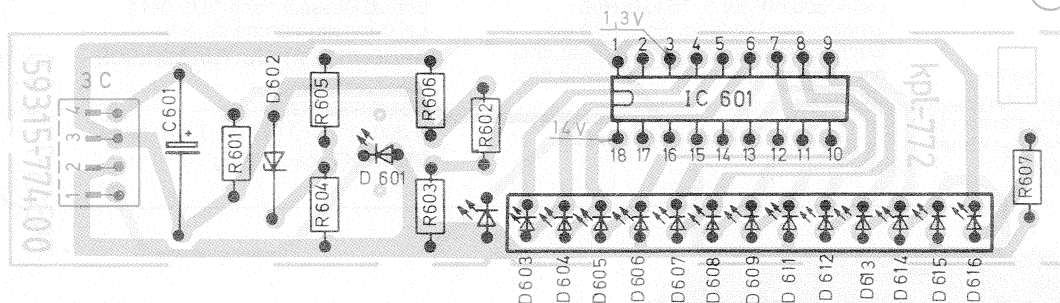 1,3V
1 2 3 4 5 6 7 8 9
IC 601
14V
18 17 16 15 14 13 12 11 10
59315-774.00
3 C
4
3
2
1
C601
+
R601
D602
R605
R604
D 601
R606
R603
R602
kpl-772
R607
D603
D604
D605
D606
D607
D608
D609
D611
D612
D613
D614
D615
D616